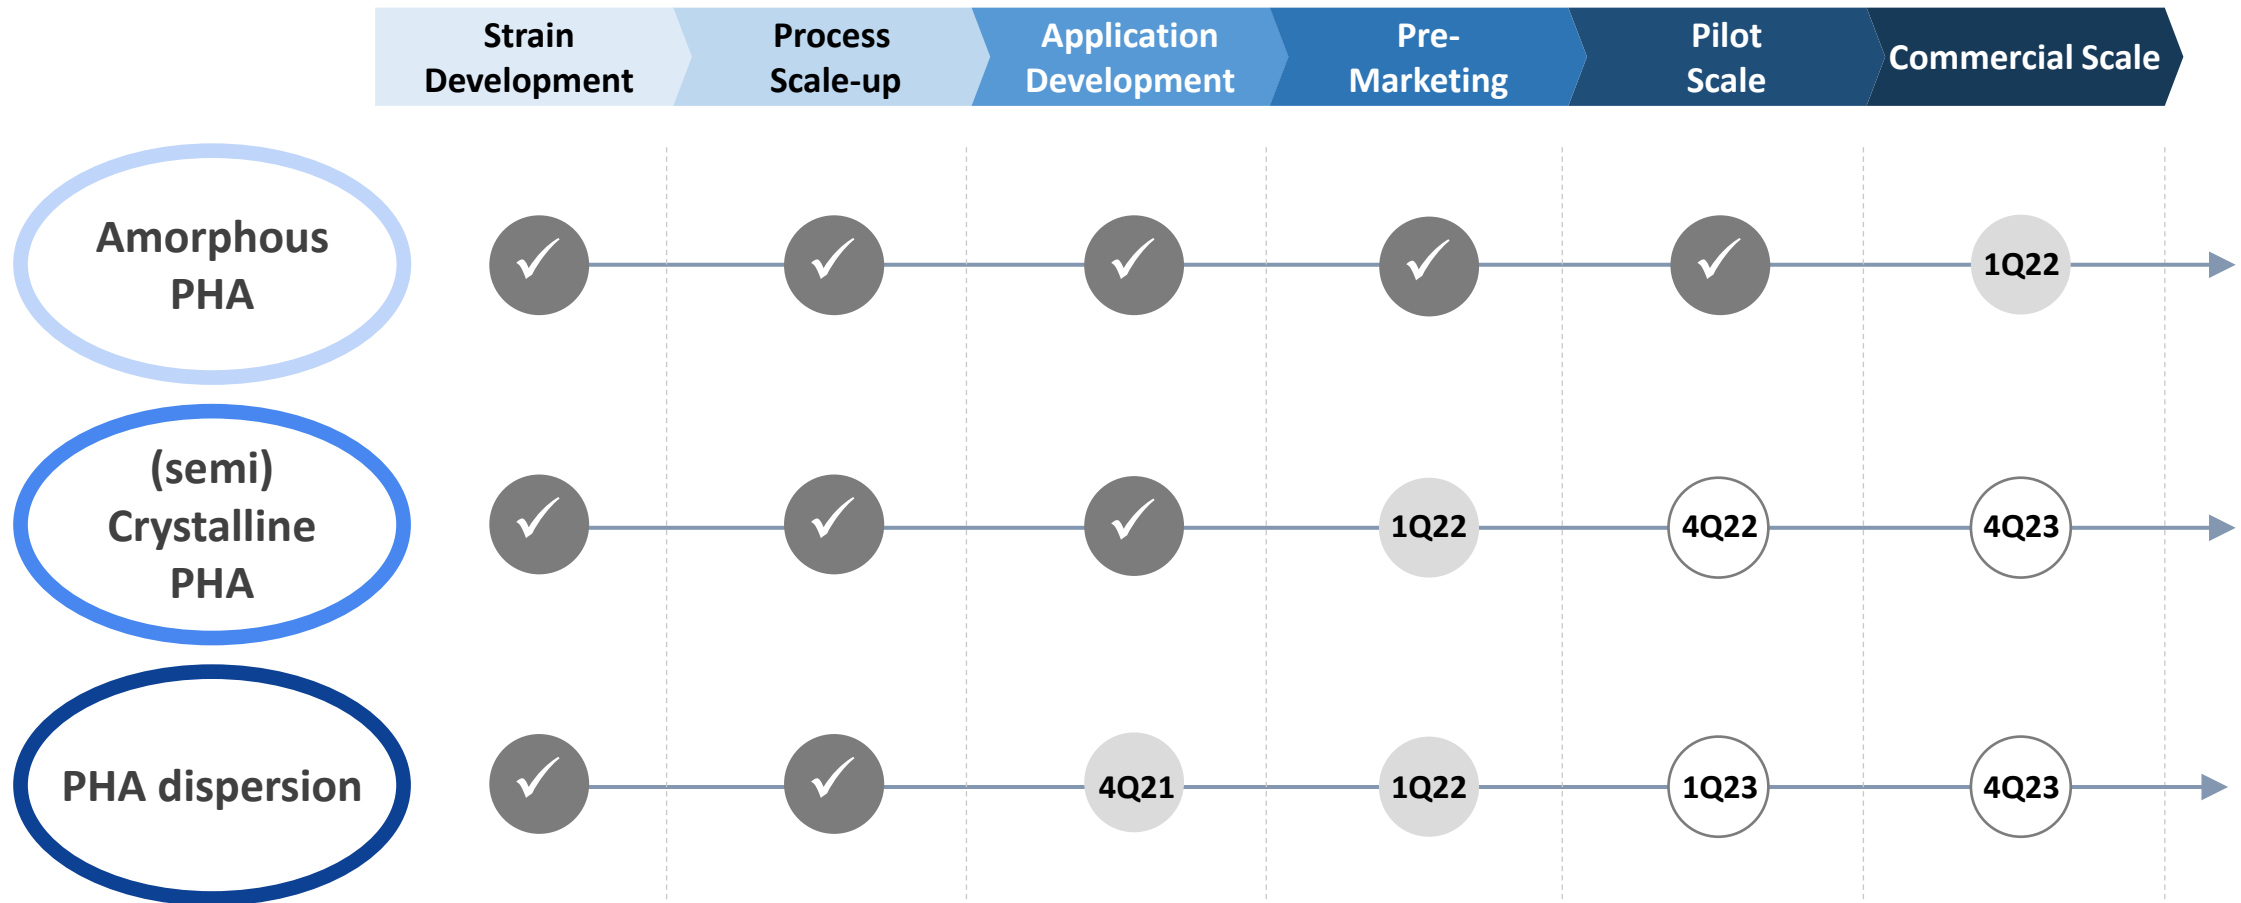 Strain
Development
Process
Scale-up
Application
Development
Pre-
Marketing
Pilot
Scale
Commercial Scale
Amorphous
PHA
1Q22
(semi)
Crystalline
PHA
1Q22
4Q22
4Q23
PHA dispersion
4Q21
1Q22
1Q23
4Q23